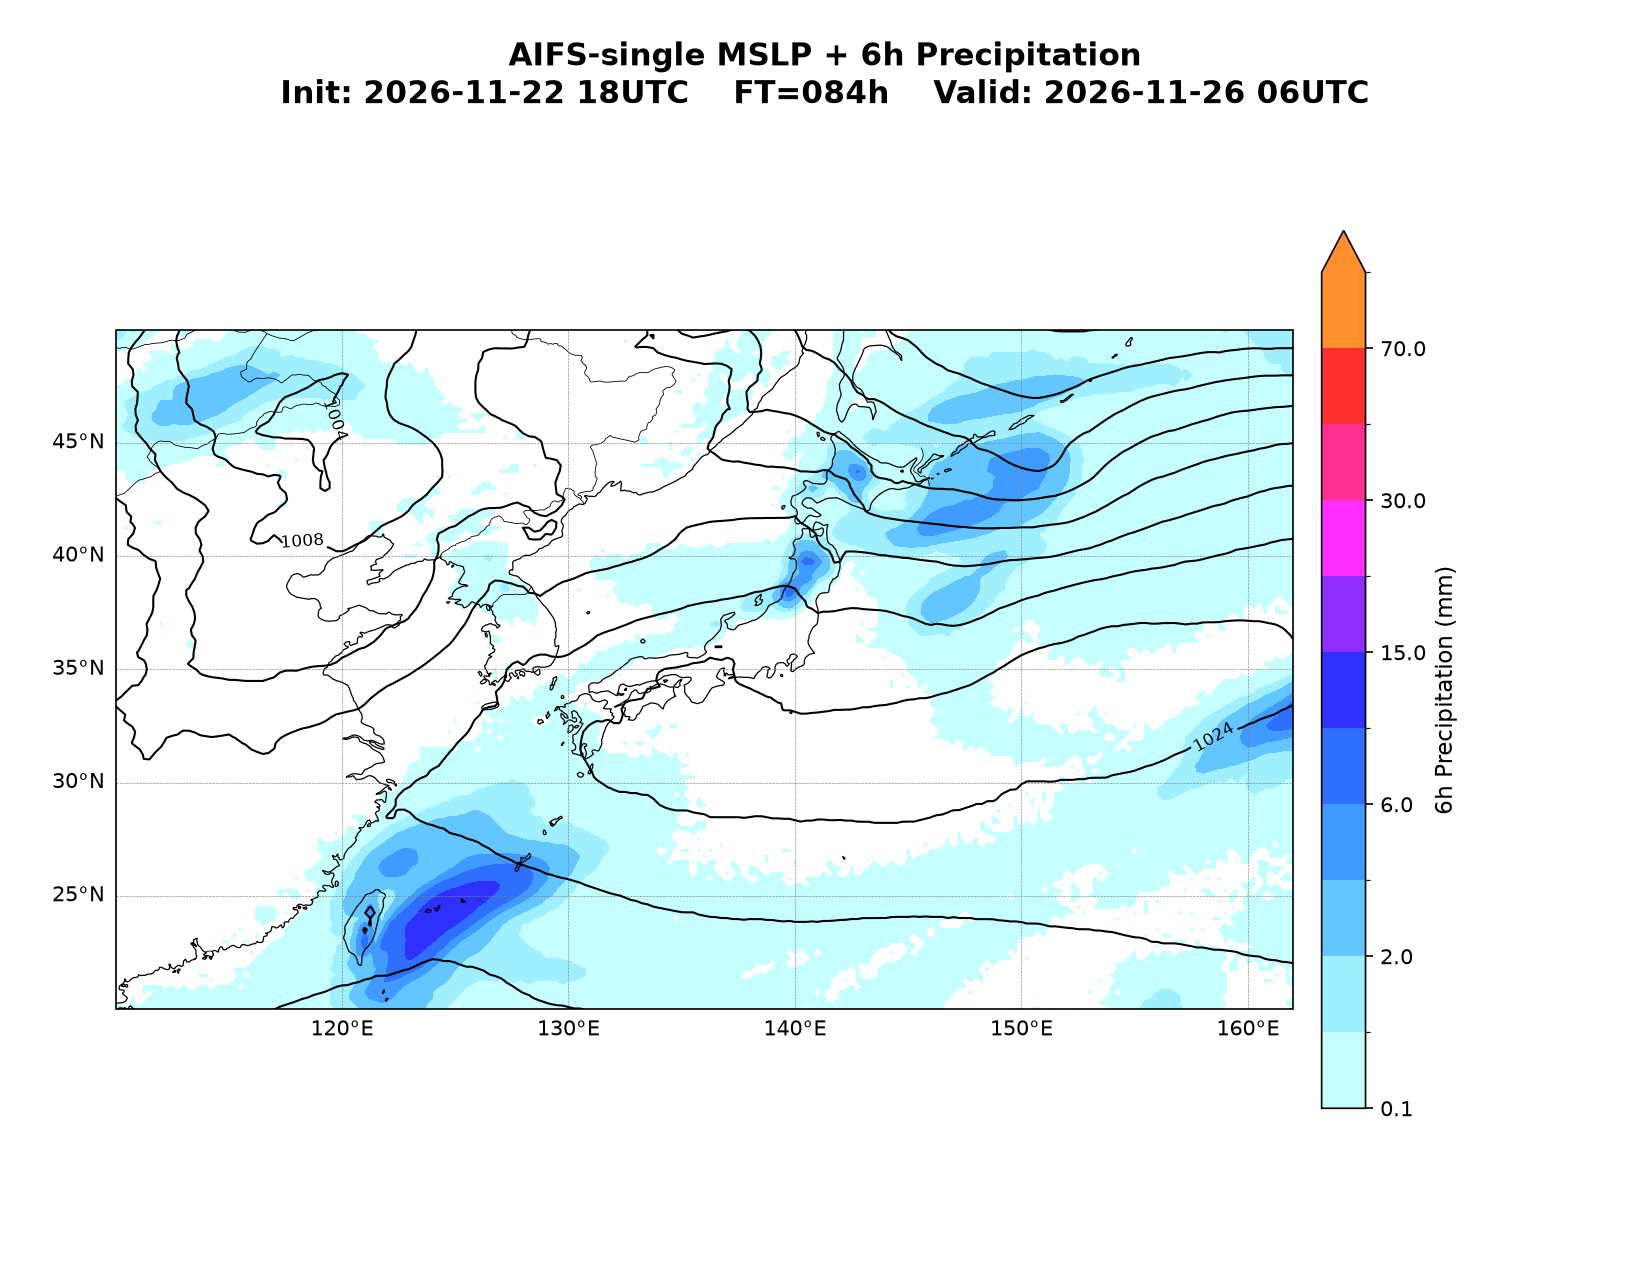 AIFS-single MSLP + 6h Precipitation
Init: 2026-11-22 18UTC    FT=084h    Valid: 2026-11-26 06UTC
70.0
30.0
15.0
6.0
2.0
0.1
6h Precipitation (mm)
45°N
40°N
35°N
30°N
25°N
1004
1008
1024
120°E
130°E
140°E
150°E
160°E